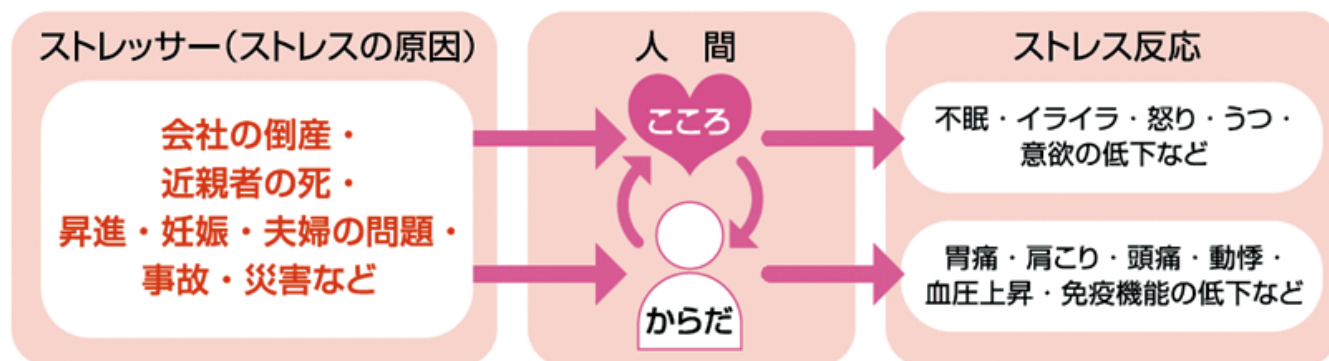 ストレッサー(ストレスの原因)
会社の倒産・
近親者の死・
昇進・妊娠・夫婦の問題・
事故・災害など
人　間
こころ
からだ
ストレス反応
不眠・イライラ・怒り・うつ・
意欲の低下など
胃痛・肩こり・頭痛・動悸・
血圧上昇・免疫機能の低下など